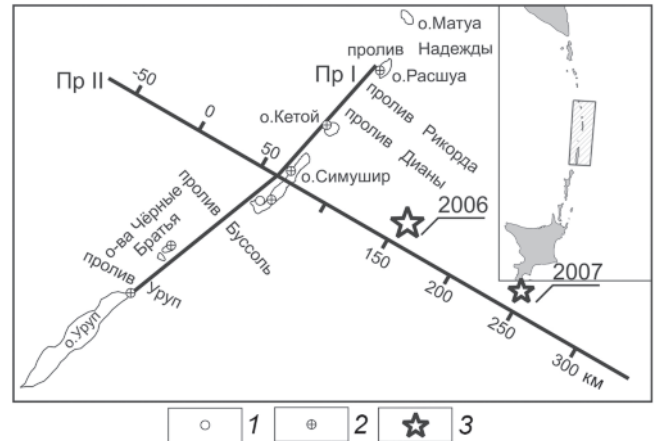 о.Матуа
пролив Надежды
Пр I
о.Расшуа
Пр II
-50
0
50
о.Кетой
пролив Рикорда
пролив Дианы
о.Симушир
пролив Буссоль
о-ва Чёрные
Братья
пролив Уруп
о.Уруп
2006
2007
150
200
250
300 км
1
2
3